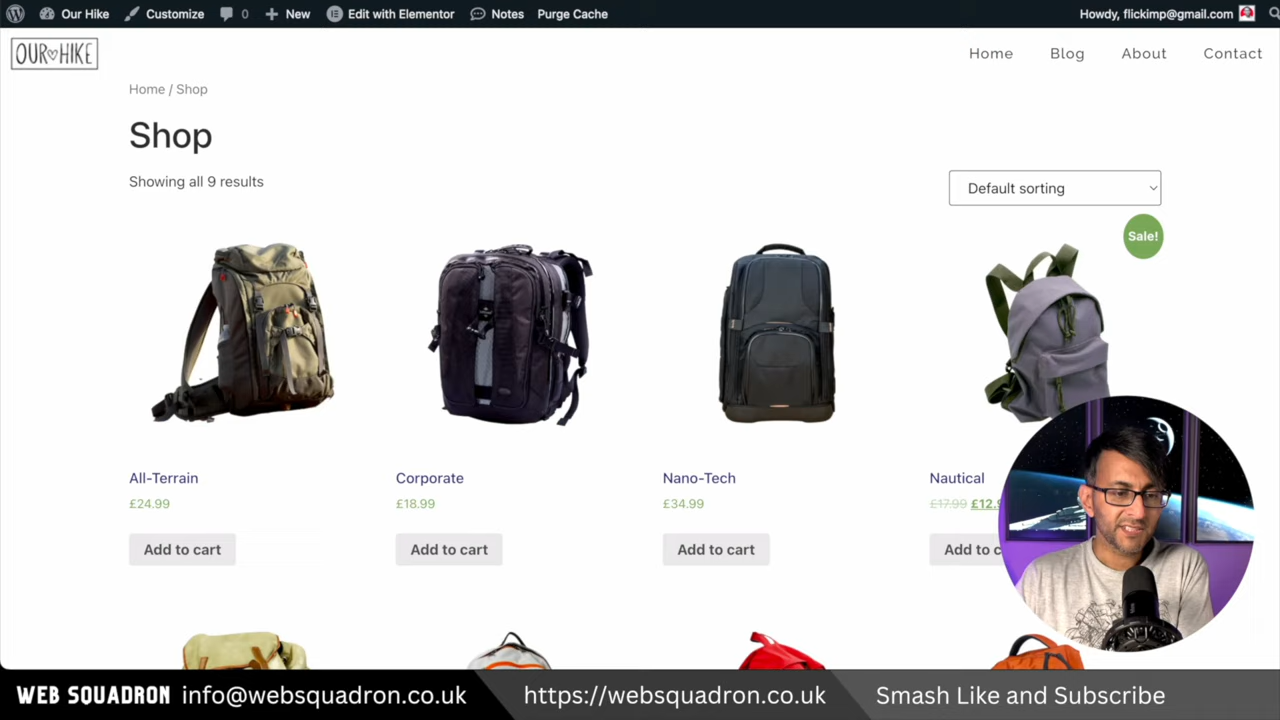 Our Hike Customize 0 New Edit with Elementor Notes Purge Cache Howdy, flickimp@gmail.com
OUR HIKE Home Blog About Contact
Home / Shop
Shop
Showing all 9 results Default sorting
Sale!
All-Terrain Corporate Nano-Tech Nautical
£24.99 £18.99 £34.99 £17.99
Add to cart Add to cart Add to cart Add to
WEB SQUADRON info@websquadron.co.uk https://websquadron.co.uk Smash Like and Subscribe